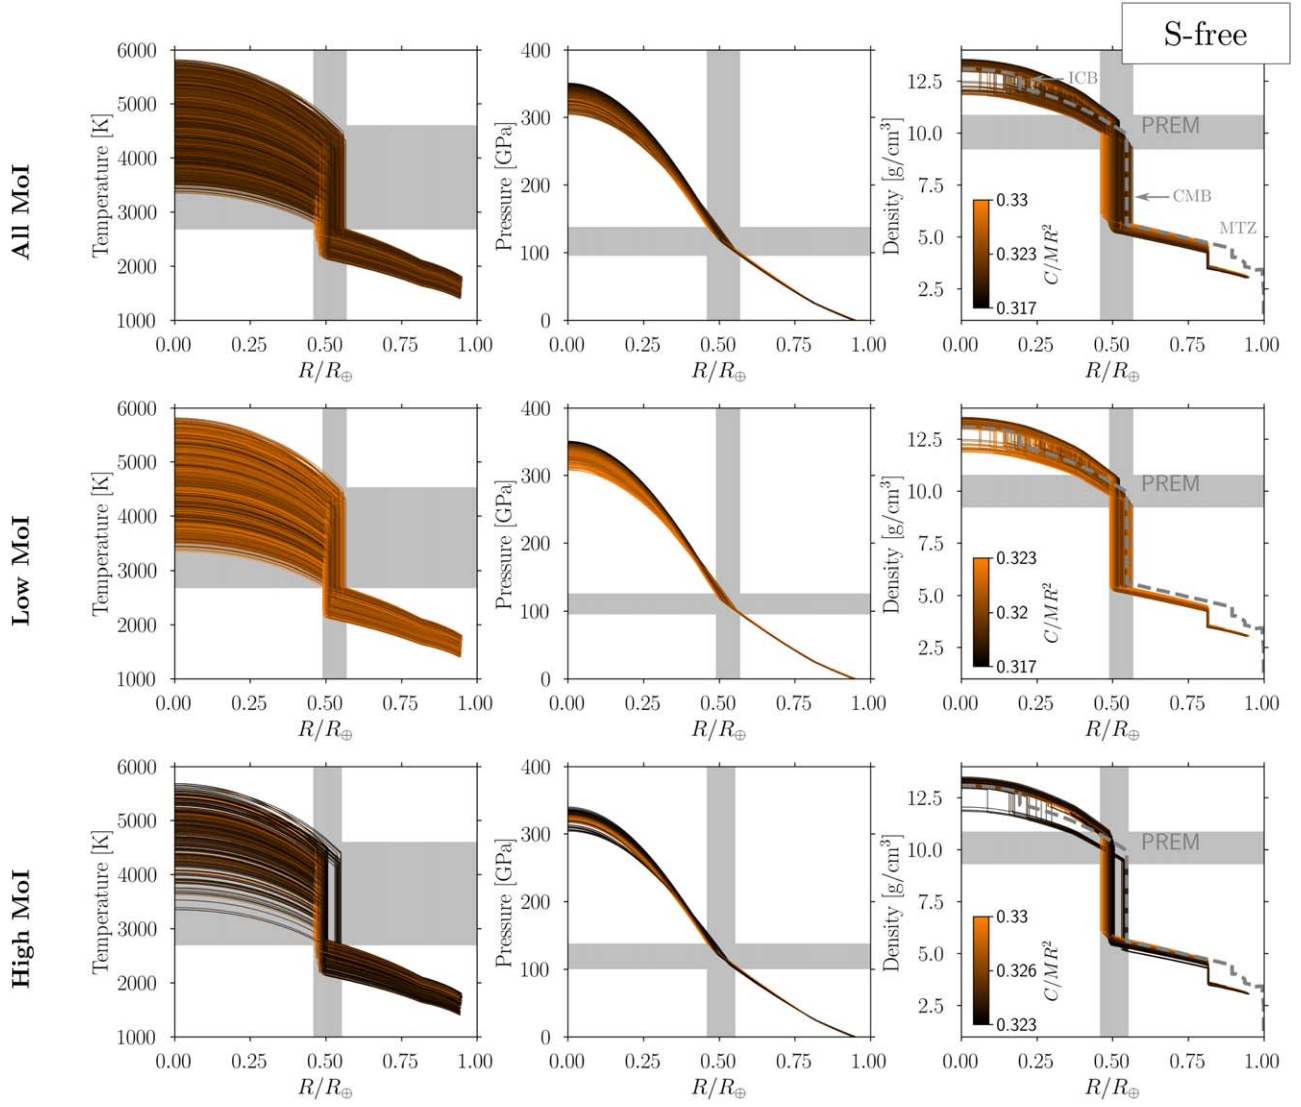 S-free
All MoI
Temperature [K]
6000
5000
4000
3000
2000
1000
0.00 0.25 0.50 0.75 1.00
R/R⊕
Pressure [GPa]
400
300
200
100
0
0.00 0.25 0.50 0.75 1.00
R/R⊕
Density [g/cm³]
12.5
10.0
7.5
5.0
2.5
ICB
PREM
CMB
MTZ
0.33
0.323
0.317
C/MR²
0.00 0.25 0.50 0.75 1.00
R/R⊕
Low MoI
Temperature [K]
6000
5000
4000
3000
2000
1000
0.00 0.25 0.50 0.75 1.00
R/R⊕
Pressure [GPa]
400
300
200
100
0
0.00 0.25 0.50 0.75 1.00
R/R⊕
Density [g/cm³]
12.5
10.0
7.5
5.0
2.5
PREM
0.323
0.32
0.317
C/MR²
0.00 0.25 0.50 0.75 1.00
R/R⊕
High MoI
Temperature [K]
6000
5000
4000
3000
2000
1000
0.00 0.25 0.50 0.75 1.00
R/R⊕
Pressure [GPa]
400
300
200
100
0
0.00 0.25 0.50 0.75 1.00
R/R⊕
Density [g/cm³]
12.5
10.0
7.5
5.0
2.5
PREM
0.33
0.326
0.323
C/MR²
0.00 0.25 0.50 0.75 1.00
R/R⊕